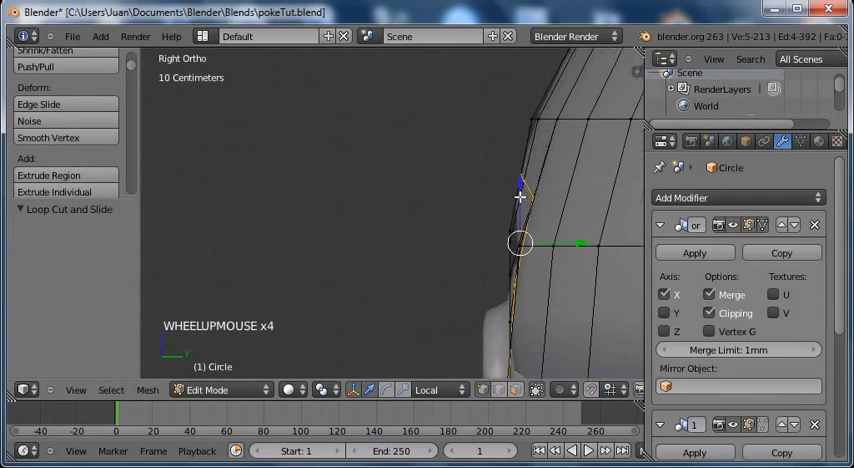 Blender* [C:\Users\Juan\Documents\Blender\Blends\pokeTut.blend]
File Add Render Help Default Scene Blender Render blender.org 263 | Ve:5-213 | Ed:4-392 | Fa:0-
Shrink/Fatten
Push/Pull
Deform:
Edge Slide
Noise
Smooth Vertex
Add:
Extrude Region
Extrude Individual
Loop Cut and Slide
Right Ortho
10 Centimeters
WHEELUPMOUSE x4
y
(1) Circle
View Search All Scenes
Scene
RenderLayers
World
Circle
Add Modifier
or
Apply Copy
Axis: Options: Textures:
X Merge U
Y Clipping V
Z Vertex G
Merge Limit: 1mm
Mirror Object:
1
Apply Copy
View Select Mesh Edit Mode Local
-40 -20 0 20 40 60 80 100 120 140 160 180 200 220 240 260 280
View Marker Frame Playback Start: 1 End: 250 1